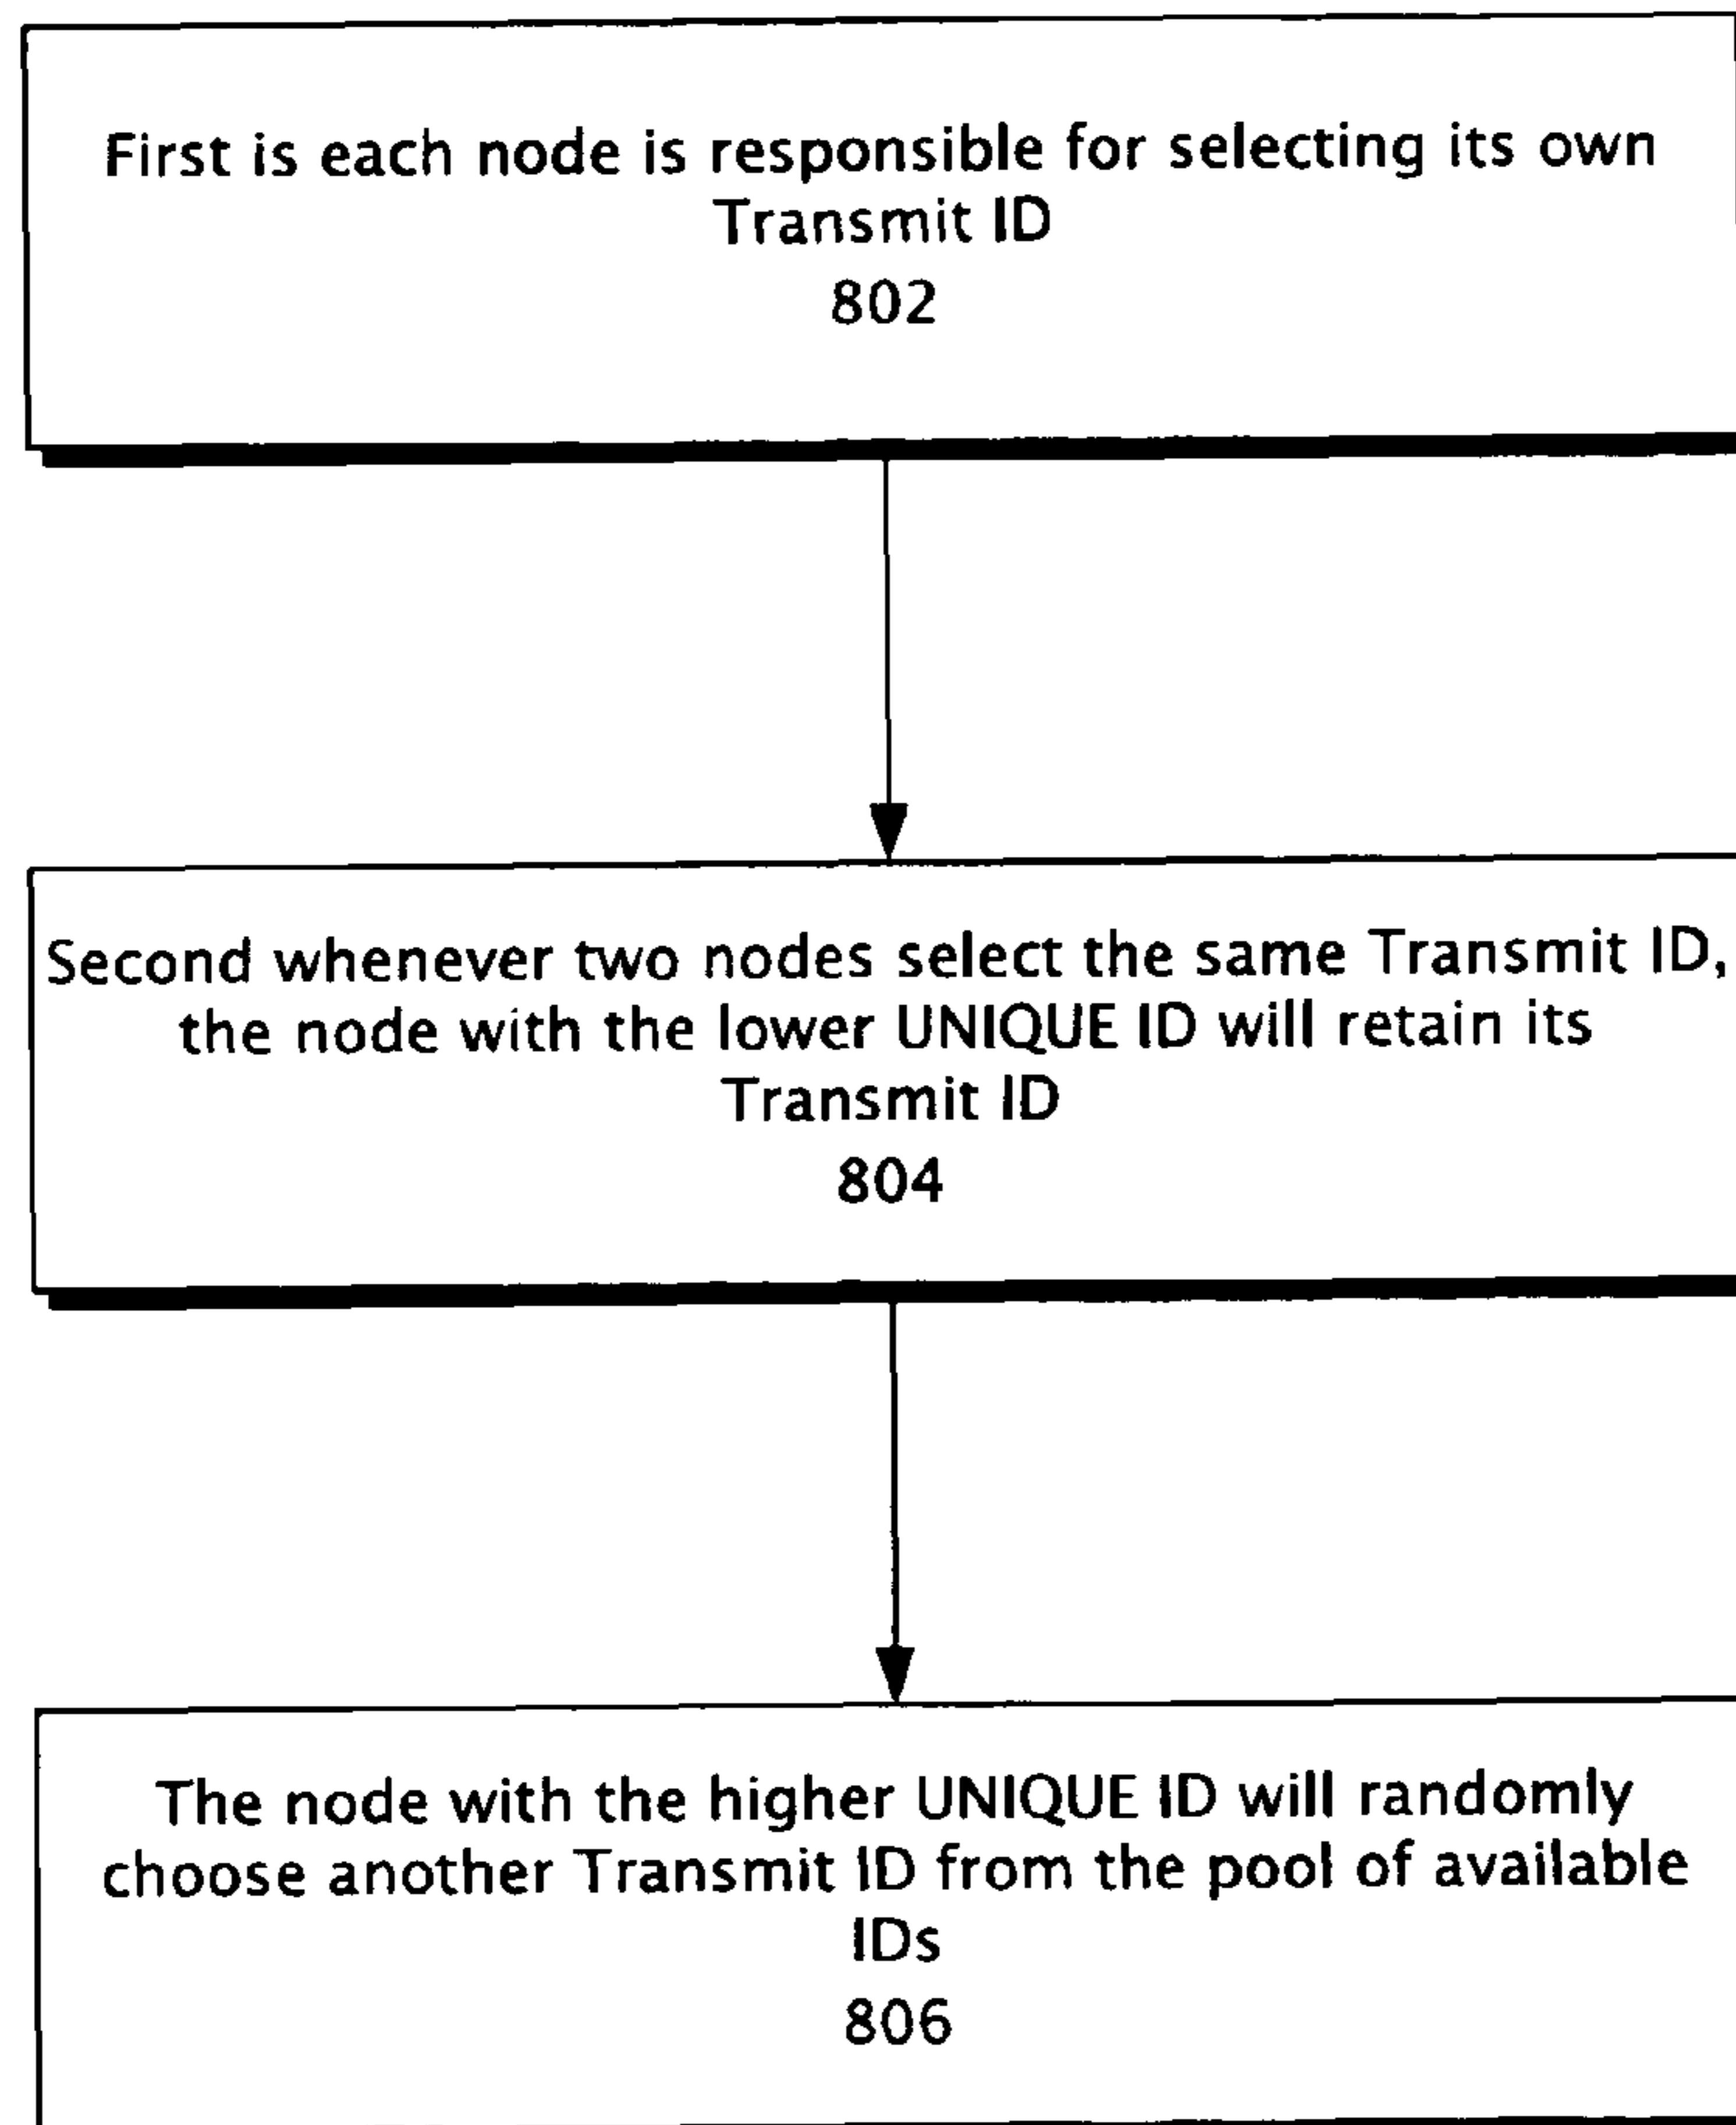 First is each node is responsible for selecting its own
Transmit ID
802
Second whenever two nodes select the same Transmit ID,
the node with the lower UNIQUE ID will retain its
Transmit ID
804
The node with the higher UNIQUE ID will randomly
choose another Transmit ID from the pool of available
IDs
806